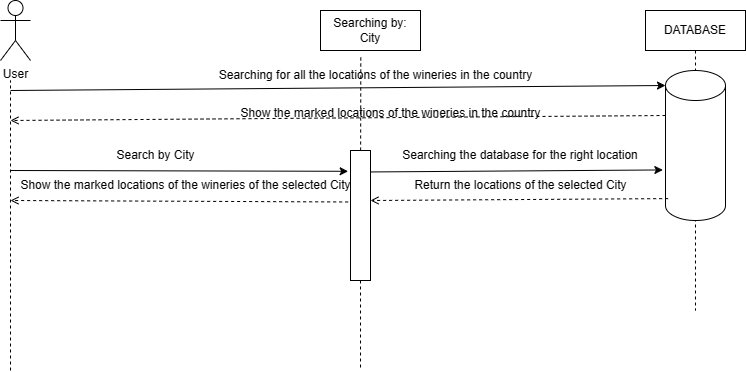 Searching by:
City
DATABASE
User
Searching for all the locations of the wineries in the country
Show the marked locations of the wineries in the country
Search by City
Searching the database for the right location
Show the marked locations of the wineries of the selected City
Return the locations of the selected City